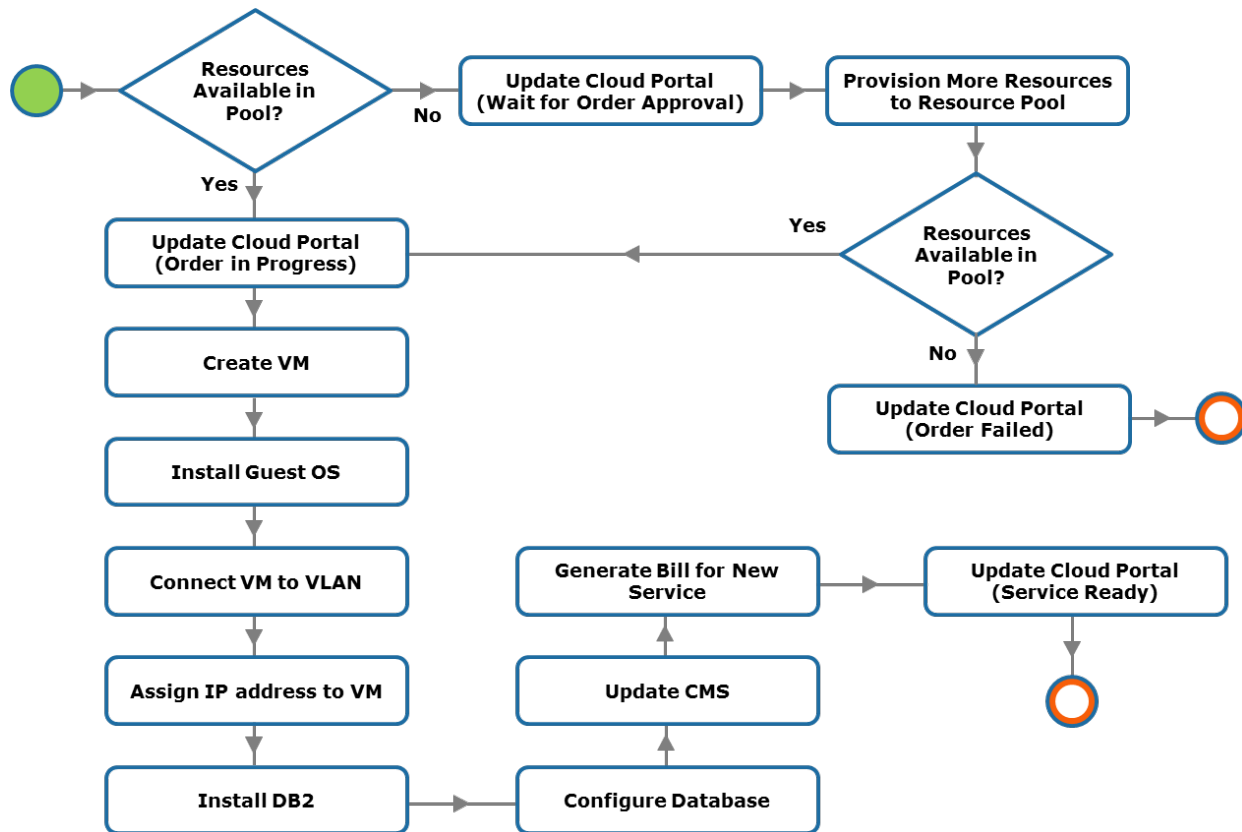 Resources
Available in
Pool?
No
Update Cloud Portal
(Wait for Order Approval)
Provision More Resources
to Resource Pool
Yes
Update Cloud Portal
(Order in Progress)
Yes
Resources
Available in
Pool?
Create VM
No
Update Cloud Portal
(Order Failed)
Install Guest OS
Connect VM to VLAN
Generate Bill for New
Service
Update Cloud Portal
(Service Ready)
Assign IP address to VM
Update CMS
Install DB2
Configure Database